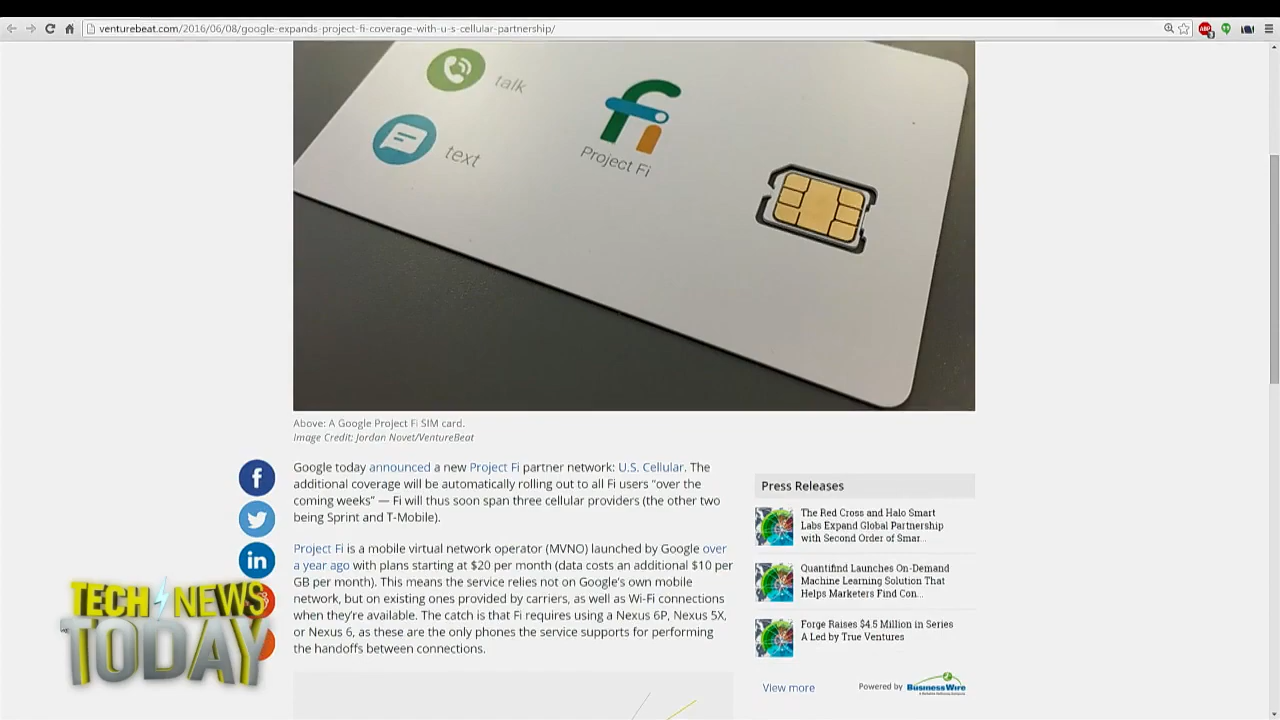 venturebeat.com/2016/06/08/google-expands-project-fi-coverage-with-u-s-cellular-partnership/
talk
text
Project Fi
Above: A Google Project Fi SIM card.
Image Credit: Jordan Novet/VentureBeat
Google today announced a new Project Fi partner network: U.S. Cellular. The
additional coverage will be automatically rolling out to all Fi users “over the
coming weeks” — Fi will thus soon span three cellular providers (the other two
being Sprint and T-Mobile).
Project Fi is a mobile virtual network operator (MVNO) launched by Google over
a year ago with plans starting at $20 per month (data costs an additional $10 per
GB per month). This means the service relies not on Google's own mobile
network, but on existing ones provided by carriers, as well as Wi-Fi connections
when they're available. The catch is that Fi requires using a Nexus 6P, Nexus 5X,
or Nexus 6, as these are the only phones the service supports for performing
the handoffs between connections.
Press Releases
The Red Cross and Halo Smart
Labs Expand Global Partnership
with Second Order of Smar...
Quantifind Launches On-Demand
Machine Learning Solution That
Helps Marketers Find Con...
Forge Raises $4.5 Million in Series
A Led by True Ventures
View more
Powered by BusinessWire
TECH NEWS
TODAY